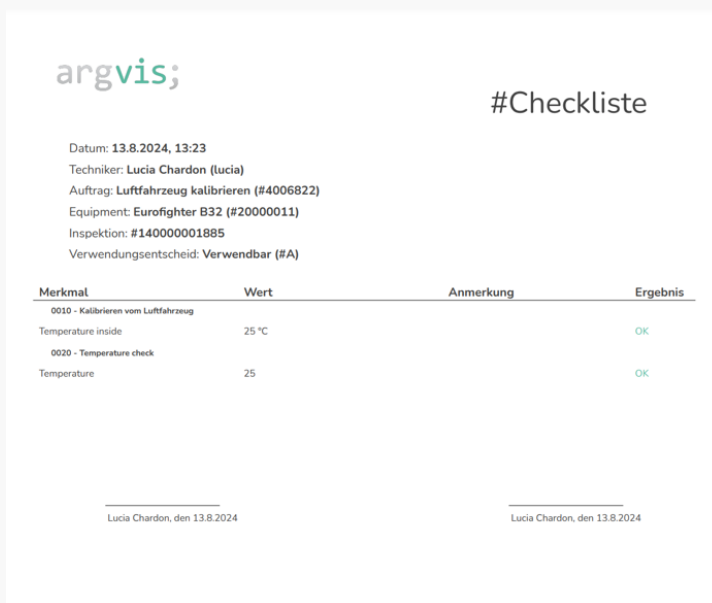 argvis;
#Checkliste
Datum: 13.8.2024, 13:23
Techniker: Lucia Chardon (lucia)
Auftrag: Luftfahrzeug kalibrieren (#4006822)
Equipment: Eurofighter B32 (#20000011)
Inspektion: #140000001885
Verwendungsentscheid: Verwendbar (#A)
Merkmal Wert Anmerkung Ergebnis
0010 - Kalibrieren vom Luftfahrzeug
Temperature inside 25 °C OK
0020 - Temperature check
Temperature 25 OK
Lucia Chardon, den 13.8.2024 Lucia Chardon, den 13.8.2024